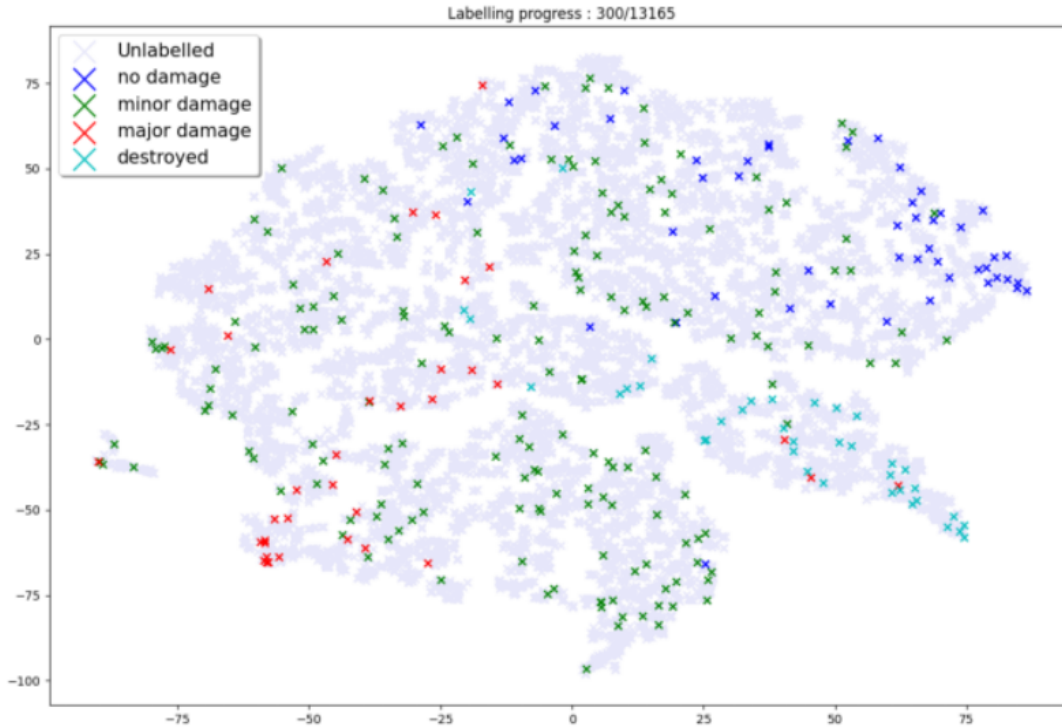 Labelling progress : 300/13165
Unlabelled
no damage
minor damage
major damage
destroyed
75
50
25
0
−25
−50
−75
−100
−75
−50
−25
0
25
50
75